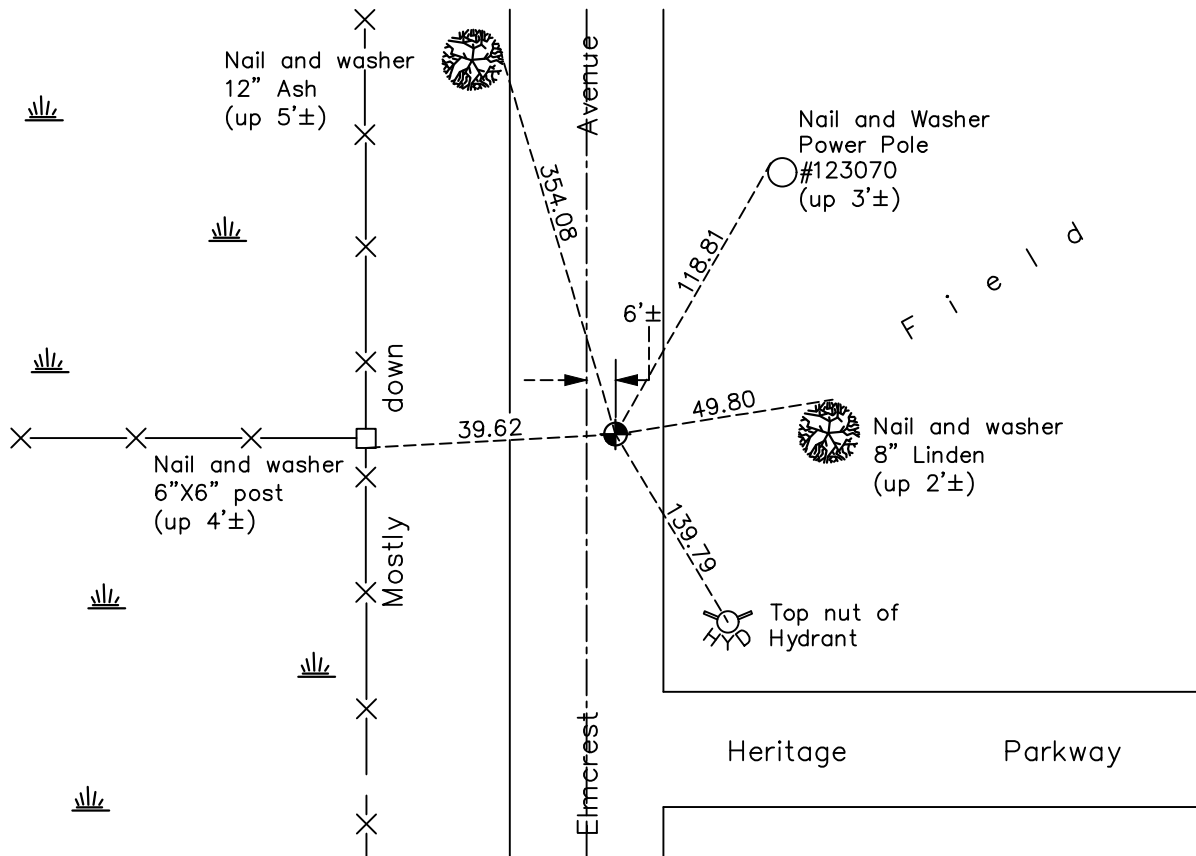 Nail and washer
12" Ash
(up 5'±)
Avenue
Nail and Washer
Power Pole
#123070
(up 3'±)
354.08
118.81
Field
6'±
down
39.62
49.80
Nail and washer
8" Linden
(up 2'±)
Nail and washer
6"X6" post
(up 4'±)
Mostly
139.79
HYD
Top nut of
Hydrant
Elmcrest
Heritage Parkway